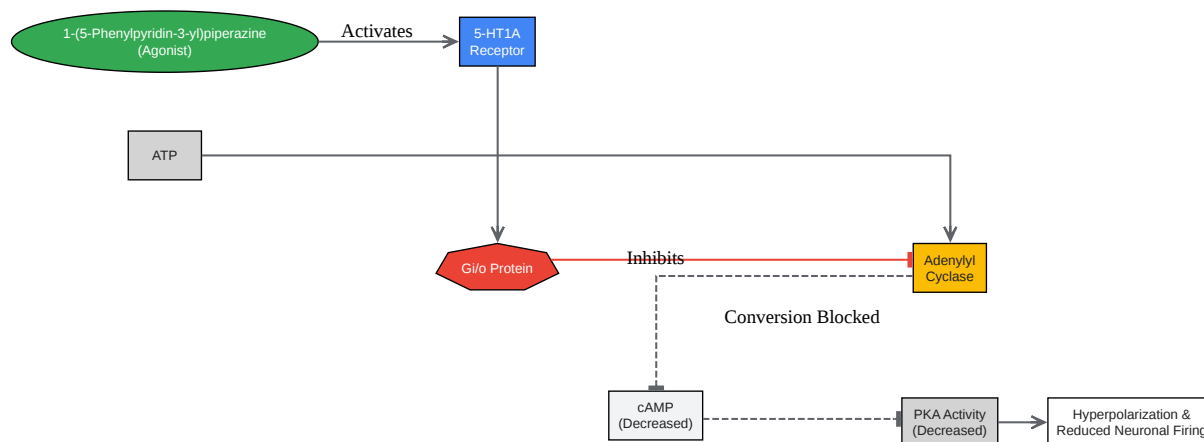 1-(5-Phenylpyridin-3-yl)piperazine
(Agonist)
Activates
5-HT1A
Receptor
ATP
Gi/o Protein
Inhibits
Adenylyl
Cyclase
Conversion Blocked
cAMP
(Decreased)
PKA Activity
(Decreased)
Hyperpolarization &
Reduced Neuronal Firing